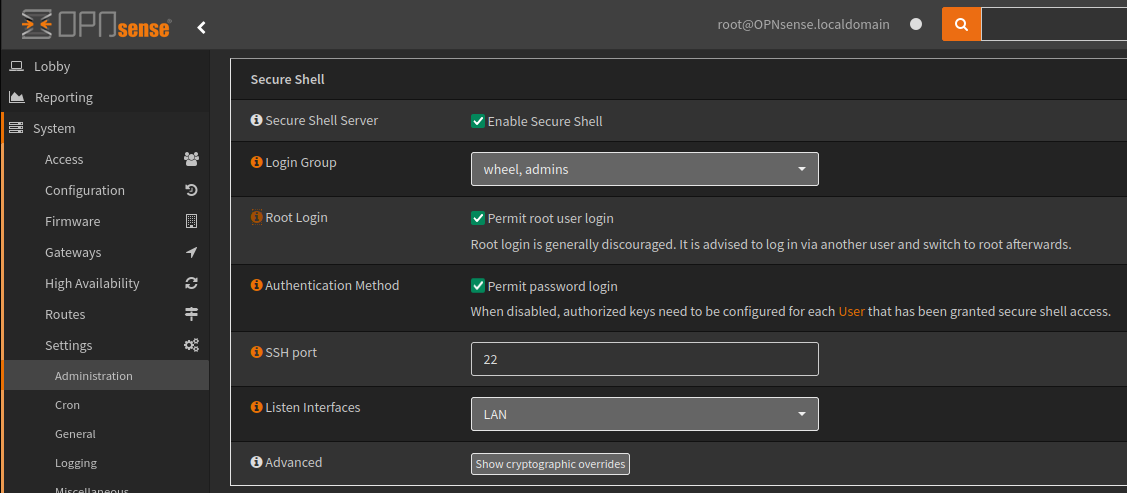 OPNsense
root@OPNsense.localdomain
Lobby
Reporting
System
Access
Configuration
Firmware
Gateways
High Availability
Routes
Settings
Administration
Cron
General
Logging
Miscellaneous
Secure Shell
Secure Shell Server
Enable Secure Shell
Login Group
wheel, admins
Root Login
Permit root user login
Root login is generally discouraged. It is advised to log in via another user and switch to root afterwards.
Authentication Method
Permit password login
When disabled, authorized keys need to be configured for each User that has been granted secure shell access.
SSH port
22
Listen Interfaces
LAN
Advanced
Show cryptographic overrides